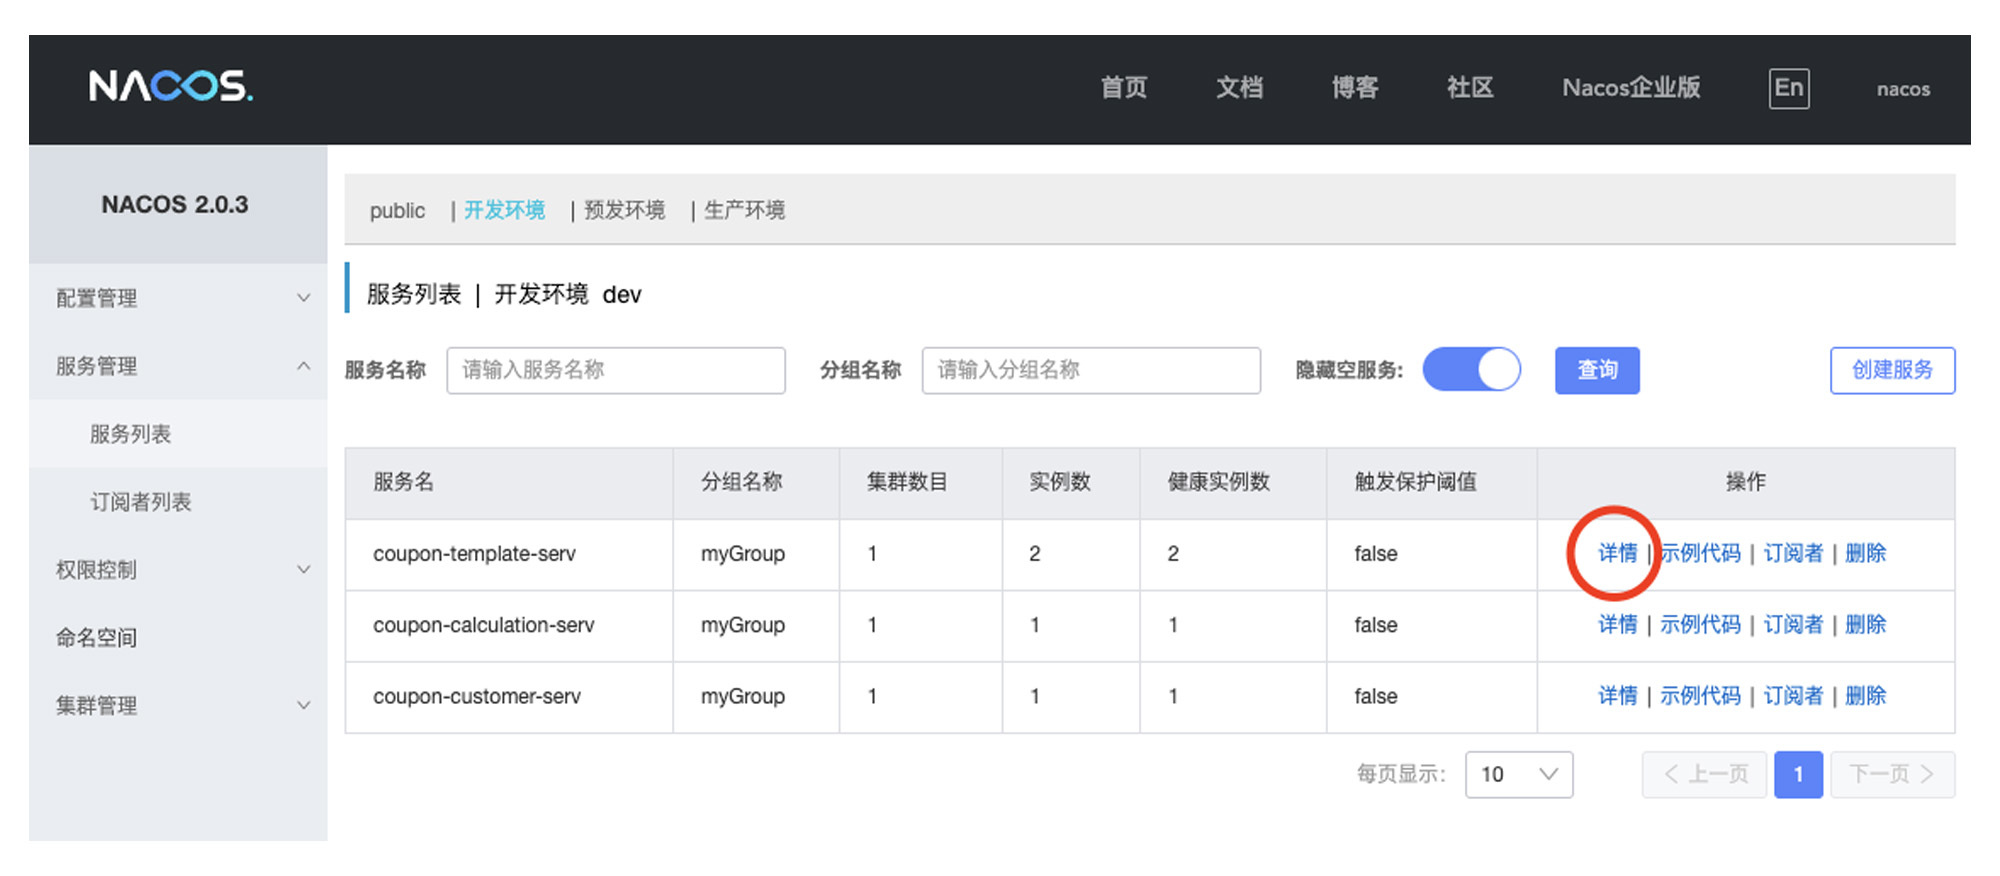 NACOS.
首页 文档 博客 社区 Nacos企业版 En nacos
NACOS 2.0.3
public | 开发环境 | 预发环境 | 生产环境
配置管理
服务列表 | 开发环境 dev
服务管理
服务名称 请输入服务名称 分组名称 请输入分组名称 隐藏空服务: 查询 创建服务
服务列表
订阅者列表
权限控制
命名空间
集群管理
服务名 分组名称 集群数目 实例数 健康实例数 触发保护阈值 操作
coupon-template-serv myGroup 1 2 2 false 详情 | 示例代码 | 订阅者 | 删除
coupon-calculation-serv myGroup 1 1 1 false 详情 | 示例代码 | 订阅者 | 删除
coupon-customer-serv myGroup 1 1 1 false 详情 | 示例代码 | 订阅者 | 删除
每页显示: 10 上一页 1 下一页